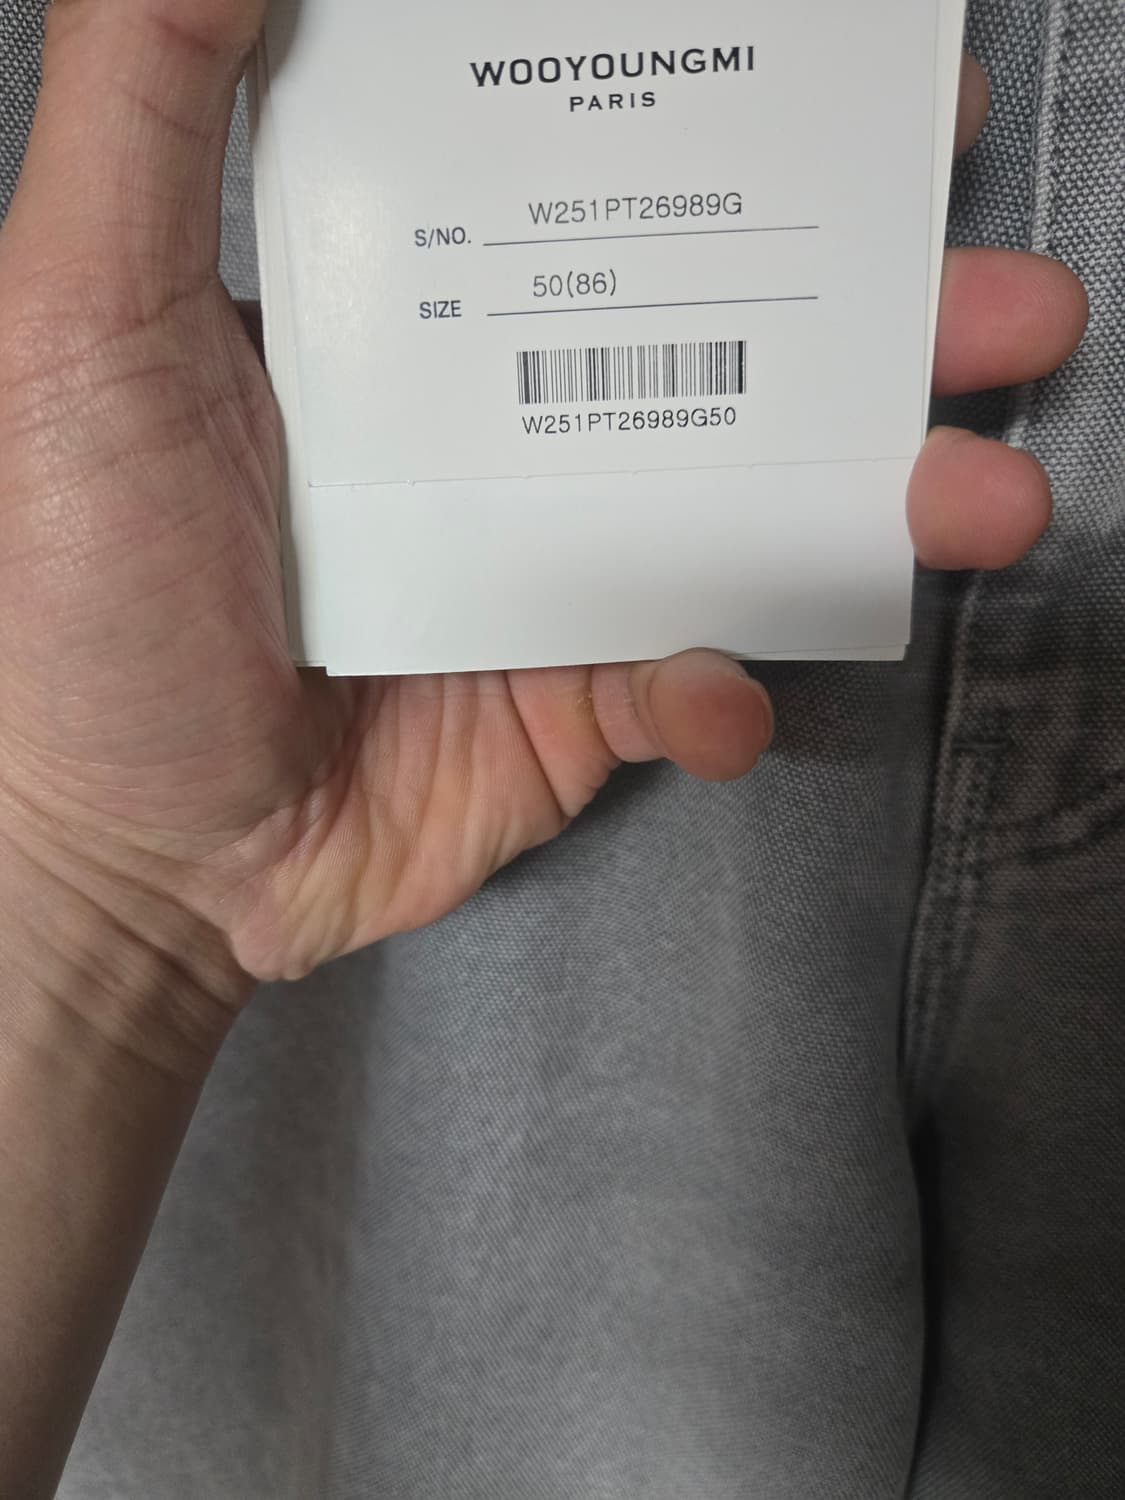 WOOYOUNGMI
PARIS
S/NO. W251PT26989G
SIZE 50(86)
W251PT26989G50